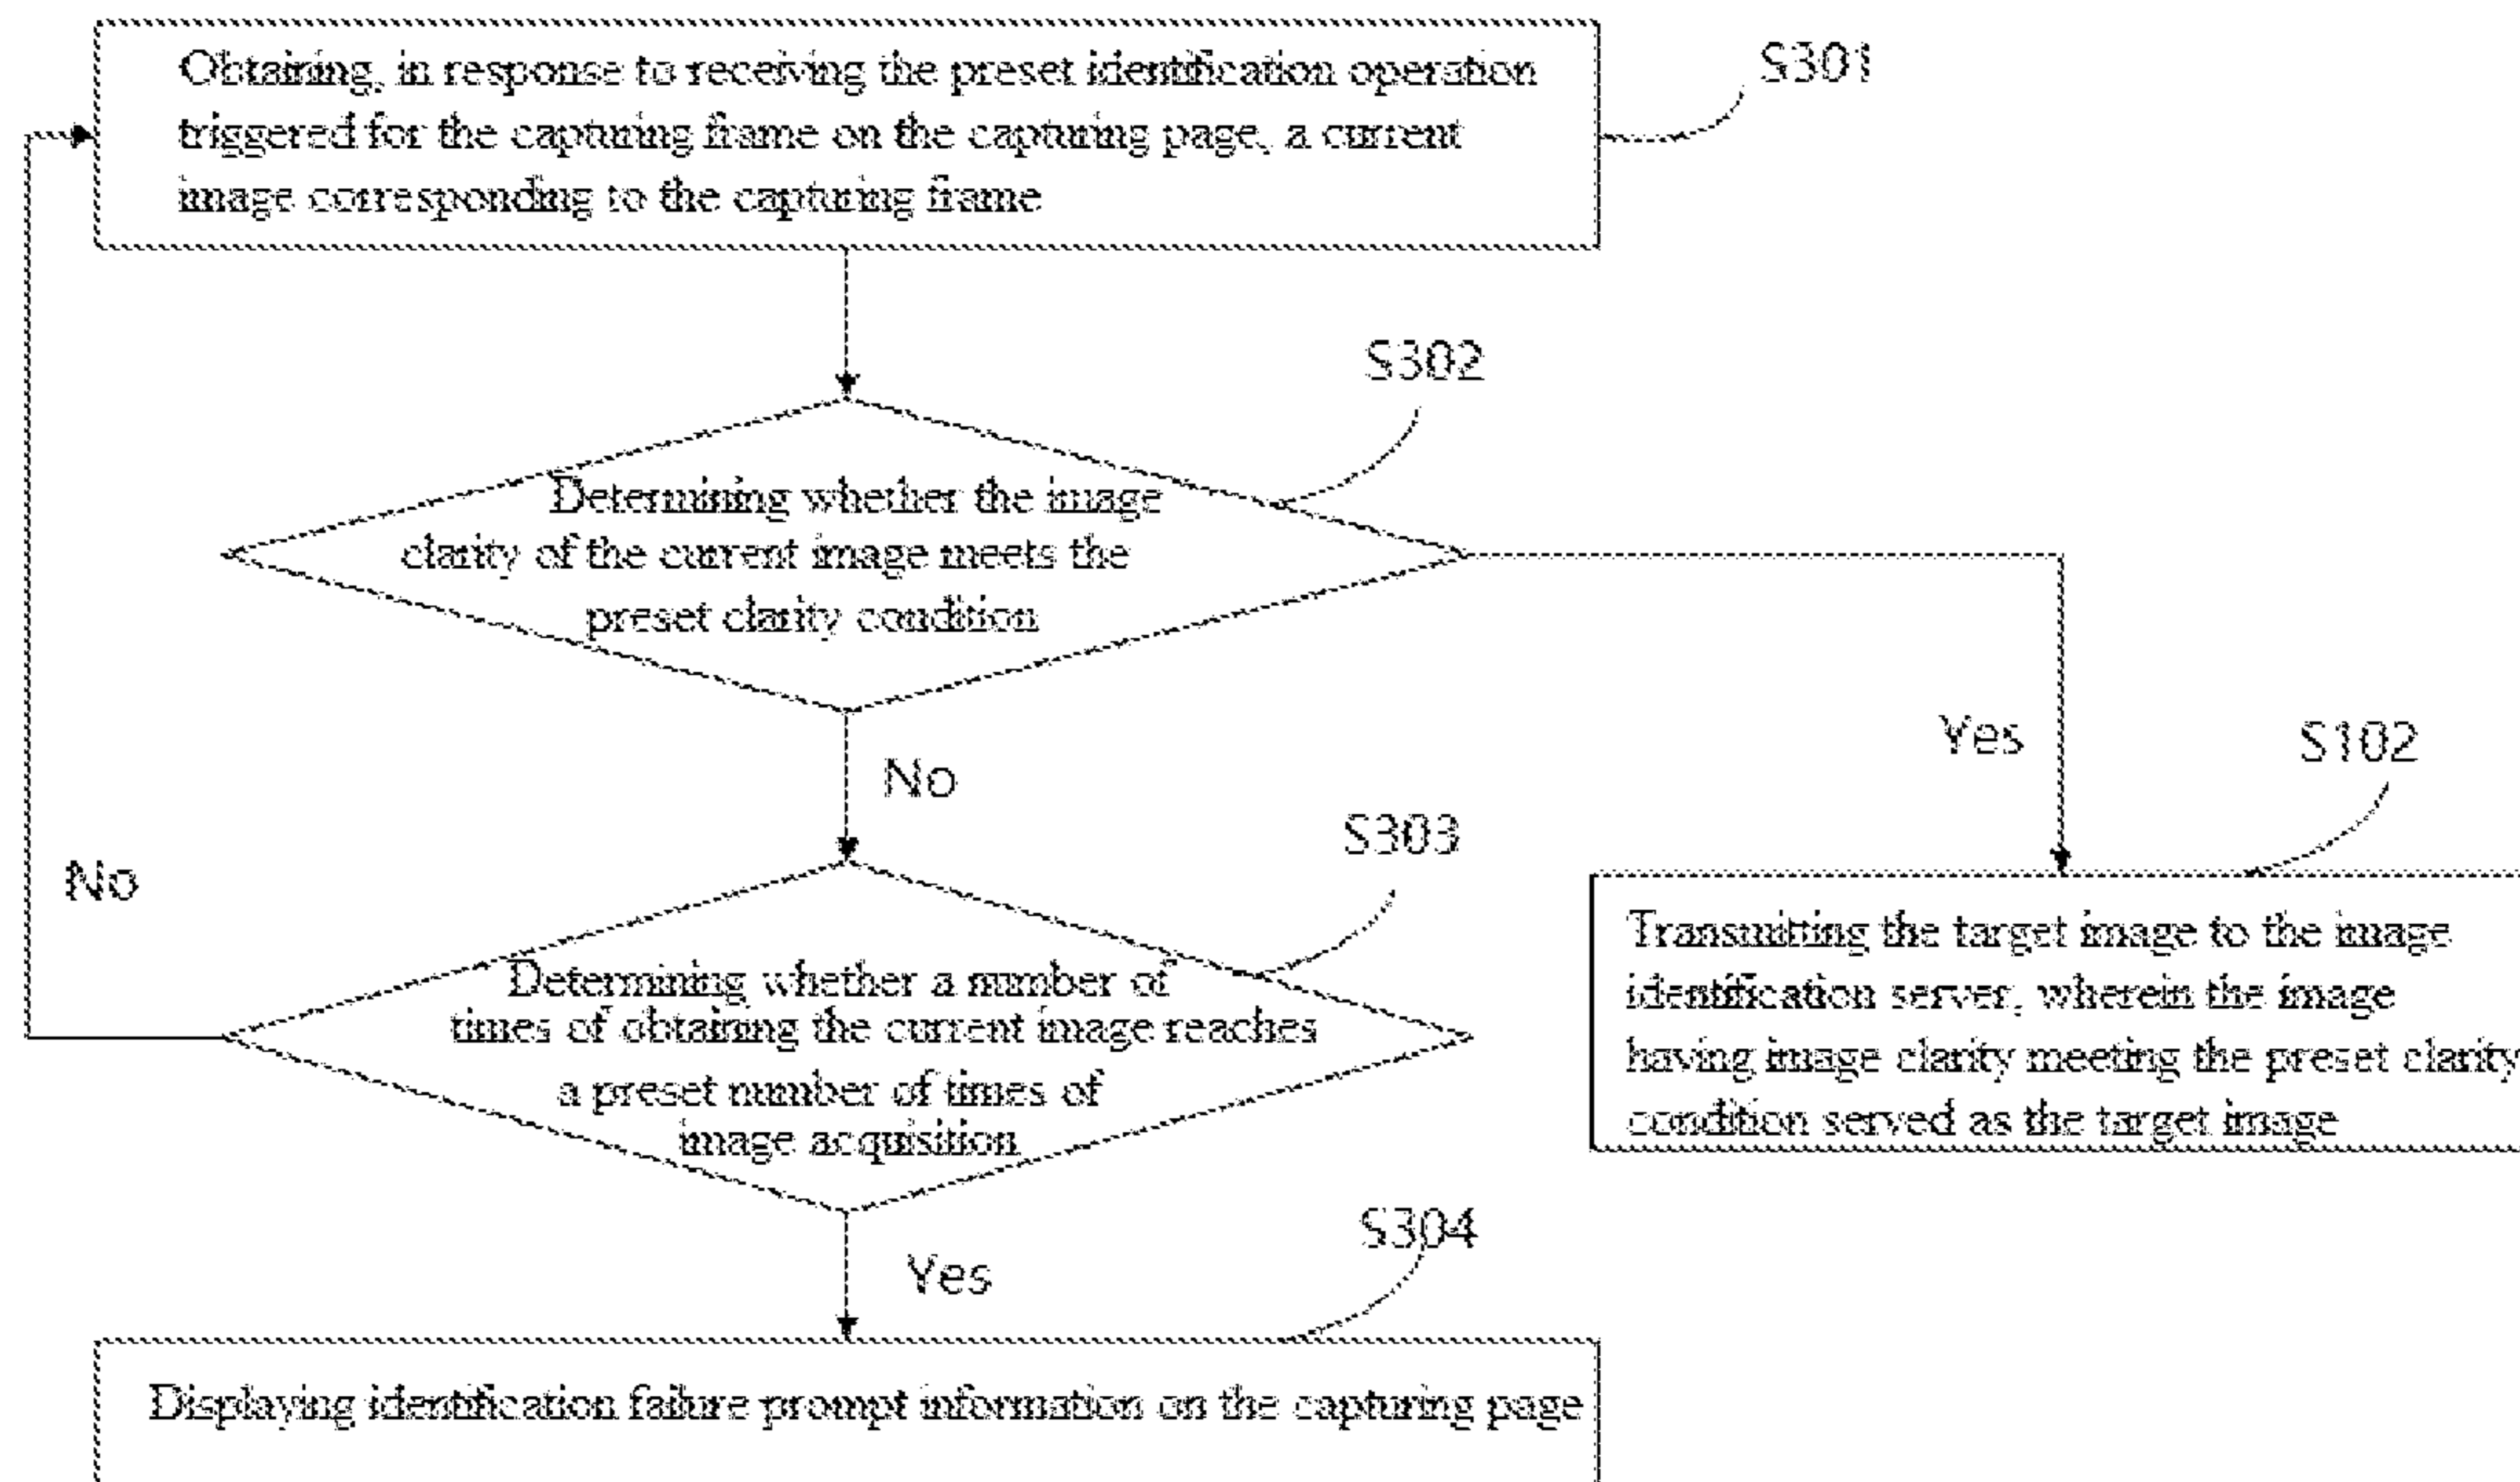 Obtaining, in response to receiving the preset identification operation
triggered for the capturing frame on the capturing page, a current
image corresponding to the capturing frame
S301
S302
Determining whether the image
clarity of the current image meets the
preset clarity condition
Yes
S102
No
S303
No
Determining whether a number of
times of obtaining the current image reaches
a preset number of times of
image acquisition
Transmitting the target image to the image
identification server, wherein the image
having image clarity meeting the preset clarity
condition served as the target image
S304
Yes
Displaying identification failure prompt information on the capturing page